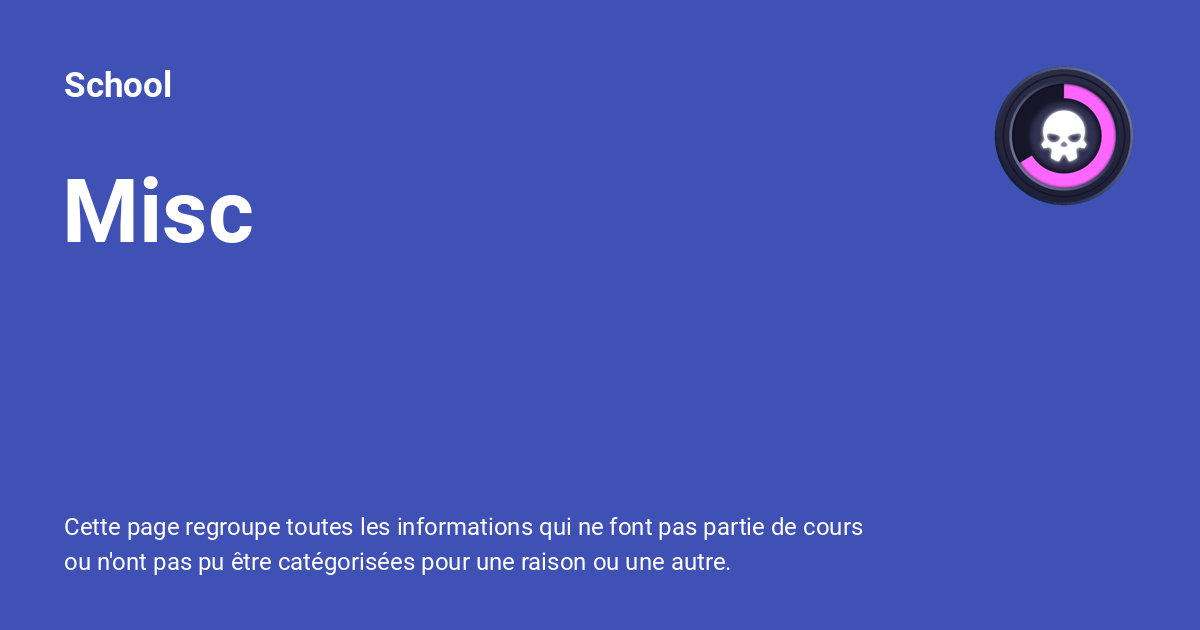 School
Misc
Cette page regroupe toutes les informations qui ne font pas partie de cours
ou n'ont pas pu être catégorisées pour une raison ou une autre.